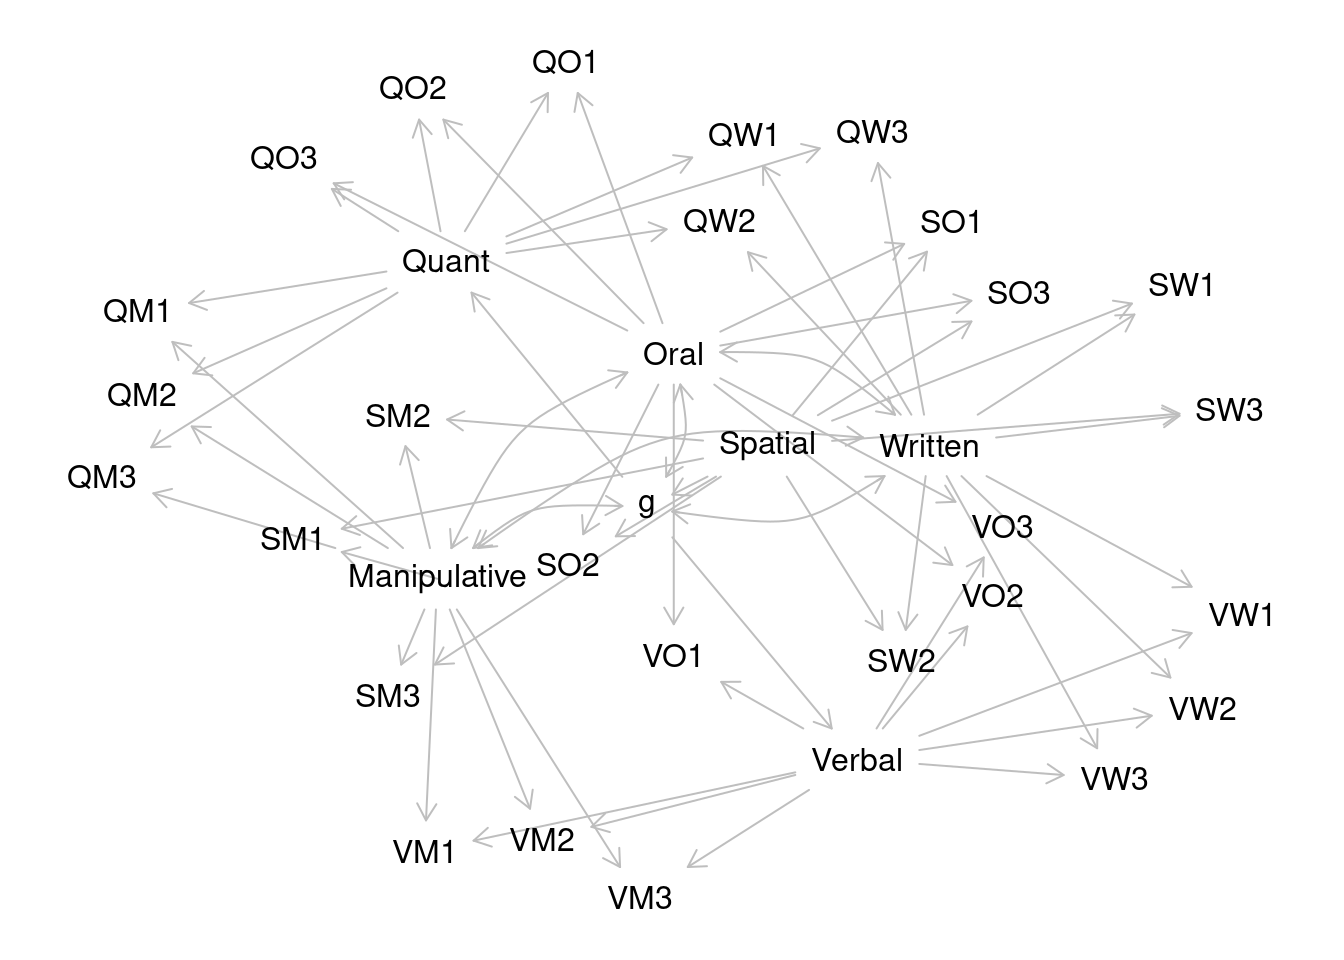 QO1
QO2
QW1
QW3
QO3
QW2
SO1
Quant
SO3
SW1
QM1
Oral
QM2
SM2
SW3
Spatial
Written
QM3
g
VO3
SM1
SO2
Manipulative
VO2
VW1
VO1
SW2
SM3
VW2
Verbal
VW3
VM2
VM1
VM3